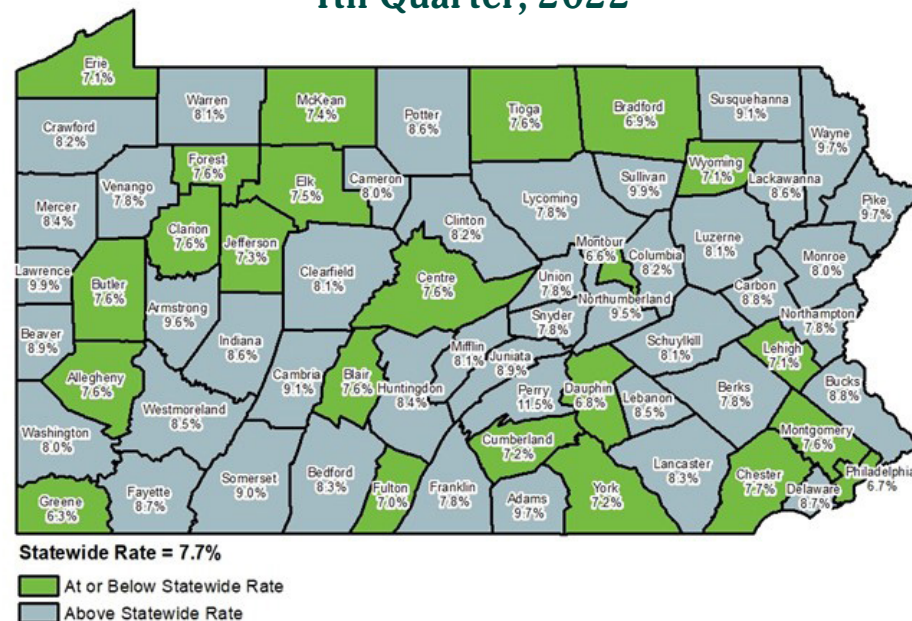 4th Quarter, 2022
Erie
7.1%
Warren
8.1%
McKean
7.4%
Potter
8.6%
Tioga
7.6%
Bradford
6.9%
Susquehanna
9.1%
Wayne
9.7%
Crawford
8.2%
Forest
7.6%
Elk
7.5%
Cameron
8.0%
Sullivan
9.9%
Wyoming
7.1%
Lackawanna
8.6%
Pike
9.7%
Mercer
8.4%
Venango
7.8%
Clarion
7.6%
Jefferson
7.3%
Clinton
8.2%
Lycoming
7.8%
Montour
6.6%
Columbia
8.2%
Luzerne
8.1%
Monroe
8.0%
Lawrence
9.9%
Butler
7.6%
Armstrong
9.6%
Clearfield
8.1%
Centre
7.6%
Union
7.8%
Northumberland
9.5%
Carbon
8.8%
Northampton
7.8%
Beaver
8.9%
Indiana
8.6%
Snyder
7.8%
Mifflin
8.1%
Juniata
8.9%
Schuylkill
8.1%
Lehigh
7.1%
Allegheny
7.6%
Westmoreland
8.5%
Cambria
9.1%
Blair
7.6%
Huntingdon
8.4%
Perry
11.5%
Dauphin
6.8%
Lebanon
8.5%
Berks
7.8%
Bucks
8.8%
Washington
8.0%
Cumberland
7.2%
Montgomery
7.6%
Greene
6.3%
Fayette
8.7%
Somerset
9.0%
Bedford
8.3%
Fulton
7.0%
Franklin
7.8%
Adams
9.7%
York
7.2%
Lancaster
8.3%
Chester
7.7%
Delaware
8.7%
Philadelphia
6.7%
Statewide Rate = 7.7%
At or Below Statewide Rate
Above Statewide Rate